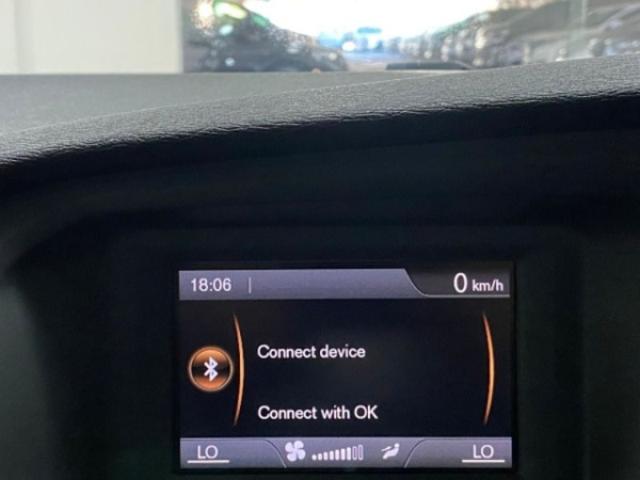 18:06
0 km/h
Connect device
Connect with OK
LO LO